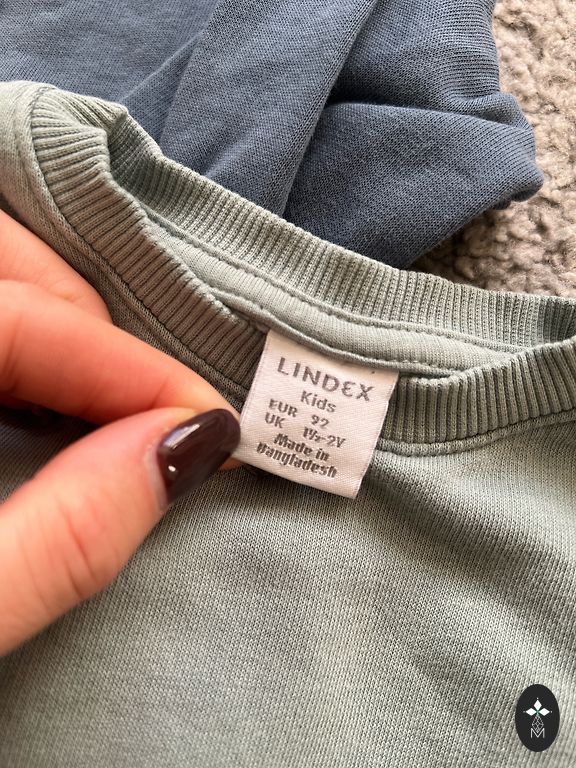 LINDEX
Kids
EUR 92
UK 1½-2Y
Made in
Bangladesh
M